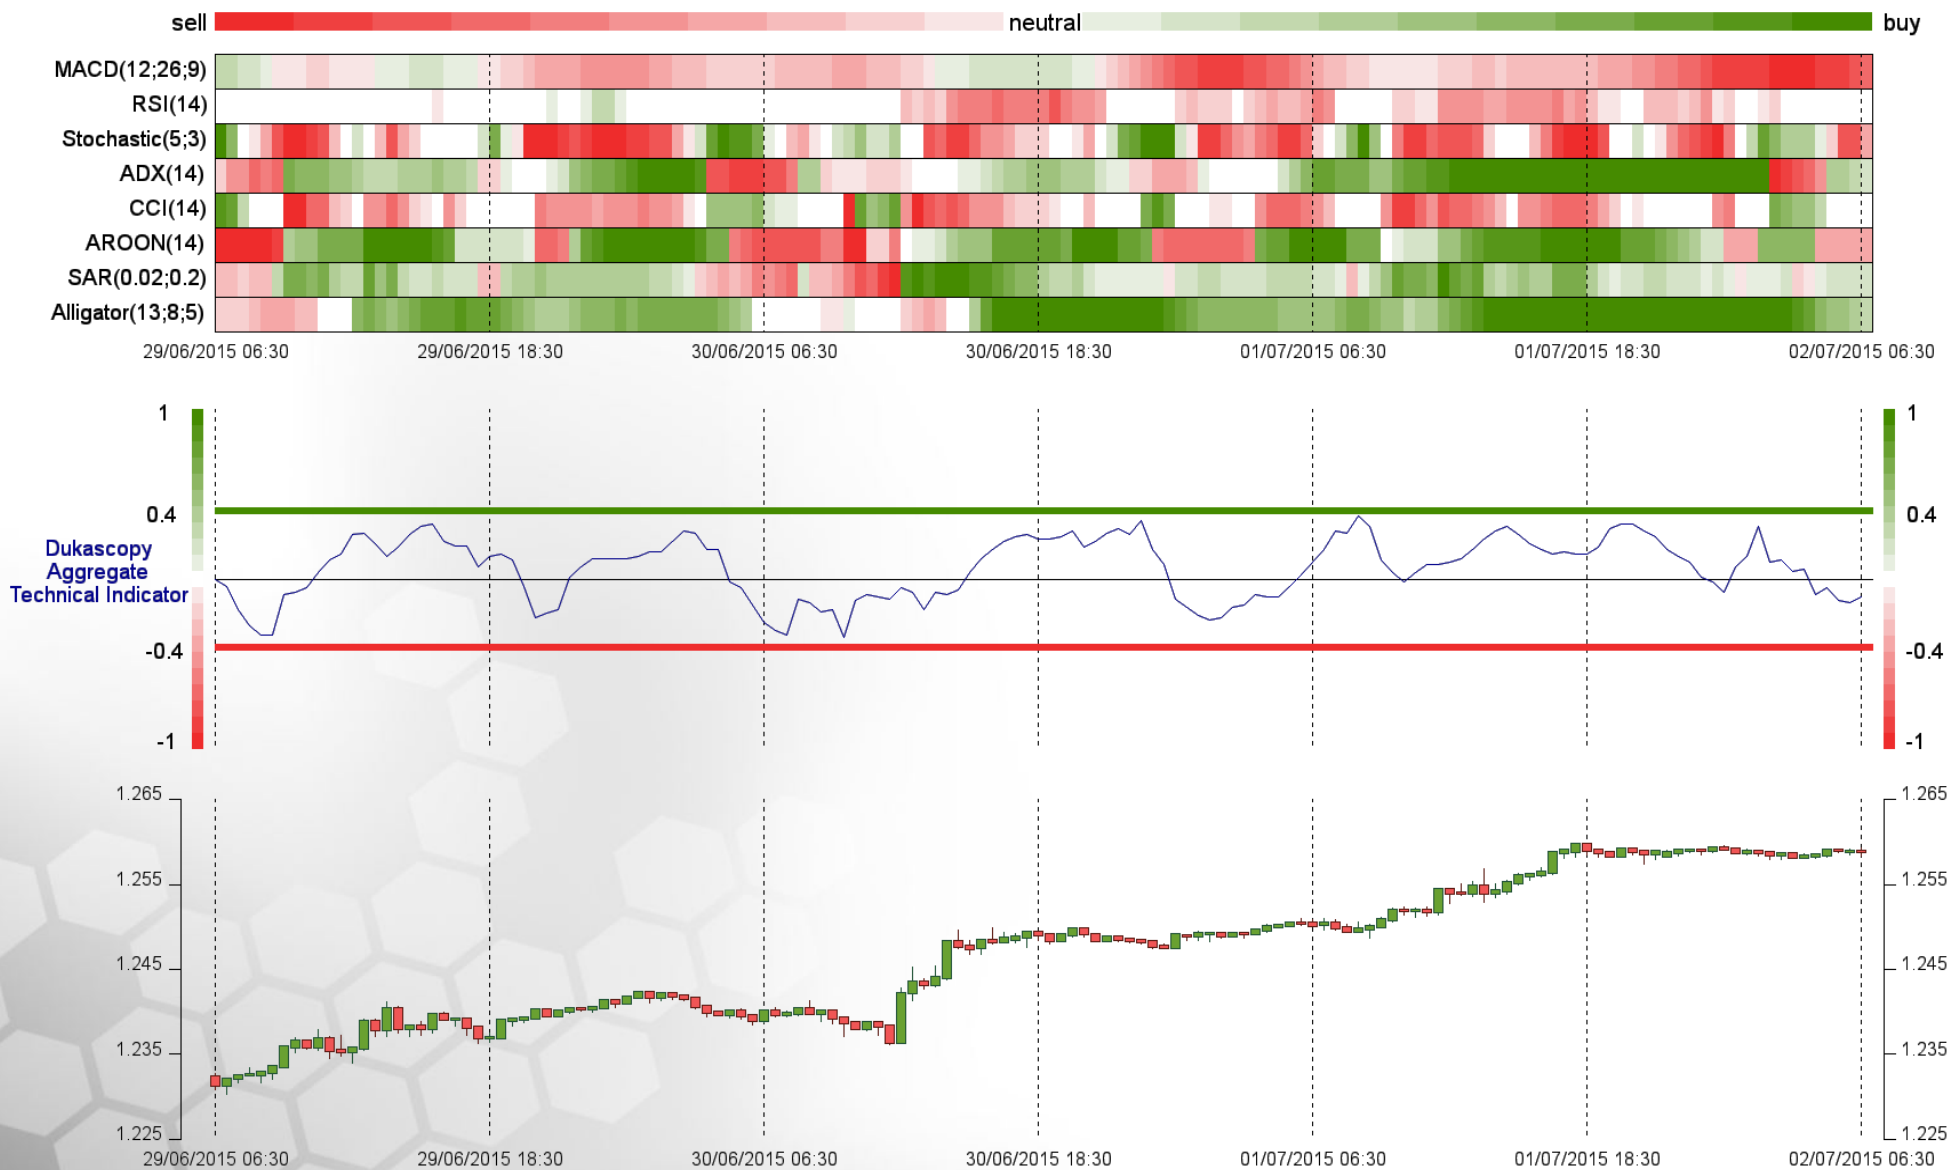 sell neutral buy
MACD(12;26;9)
RSI(14)
Stochastic(5;3)
ADX(14)
CCI(14)
AROON(14)
SAR(0.02;0.2)
Alligator(13;8;5)
29/06/2015 06:30 29/06/2015 18:30 30/06/2015 06:30 30/06/2015 18:30 01/07/2015 06:30 01/07/2015 18:30 02/07/2015 06:30
1 1
0.4 0.4
Dukascopy
Aggregate
Technical Indicator
-0.4 -0.4
-1 -1
1.265 1.265
1.255 1.255
1.245 1.245
1.235 1.235
1.225 1.225
29/06/2015 06:30 29/06/2015 18:30 30/06/2015 06:30 30/06/2015 18:30 01/07/2015 06:30 01/07/2015 18:30 02/07/2015 06:30